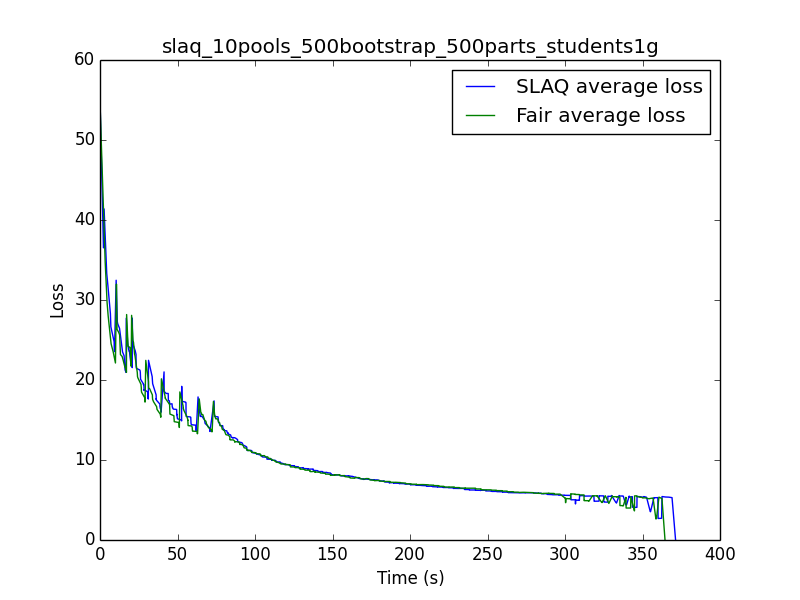 slaq_10pools_500bootstrap_500parts_students1g
60
50
40
30
20
10
0
Loss
SLAQ average loss
Fair average loss
0 50 100 150 200 250 300 350 400
Time (s)